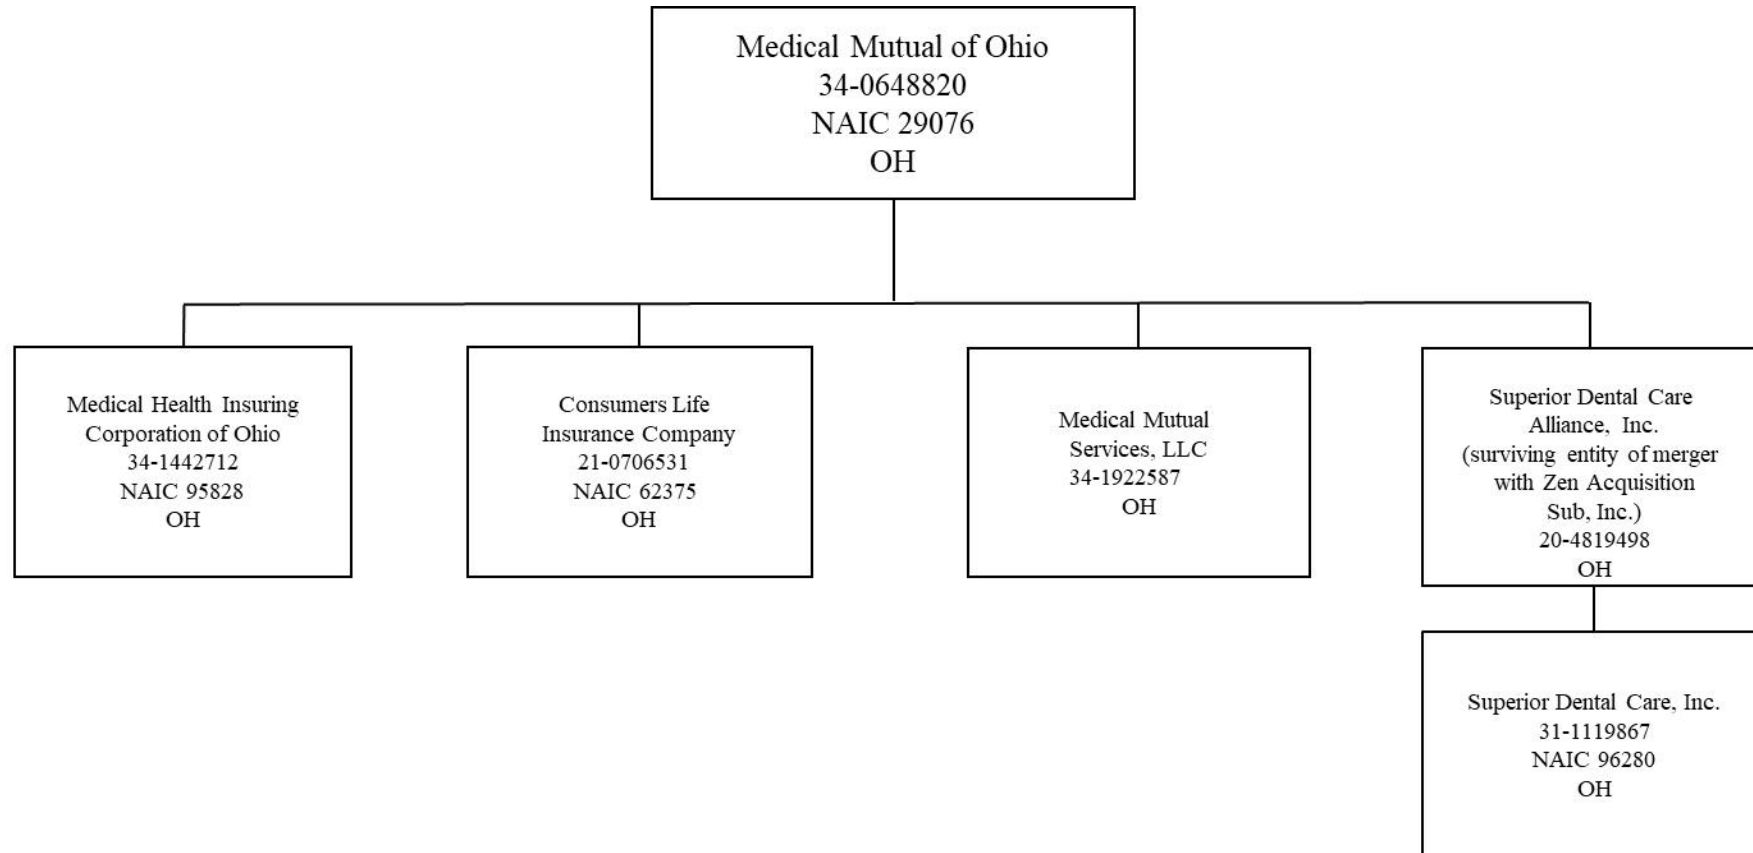 Medical Mutual of Ohio
34-0648820
NAIC 29076
OH
Medical Health Insuring
Corporation of Ohio
34-1442712
NAIC 95828
OH
Consumers Life
Insurance Company
21-0706531
NAIC 62375
OH
Medical Mutual
Services, LLC
34-1922587
OH
Superior Dental Care
Alliance, Inc.
(surviving entity of merger
with Zen Acquisition
Sub, Inc.)
20-4819498
OH
Superior Dental Care, Inc.
31-1119867
NAIC 96280
OH